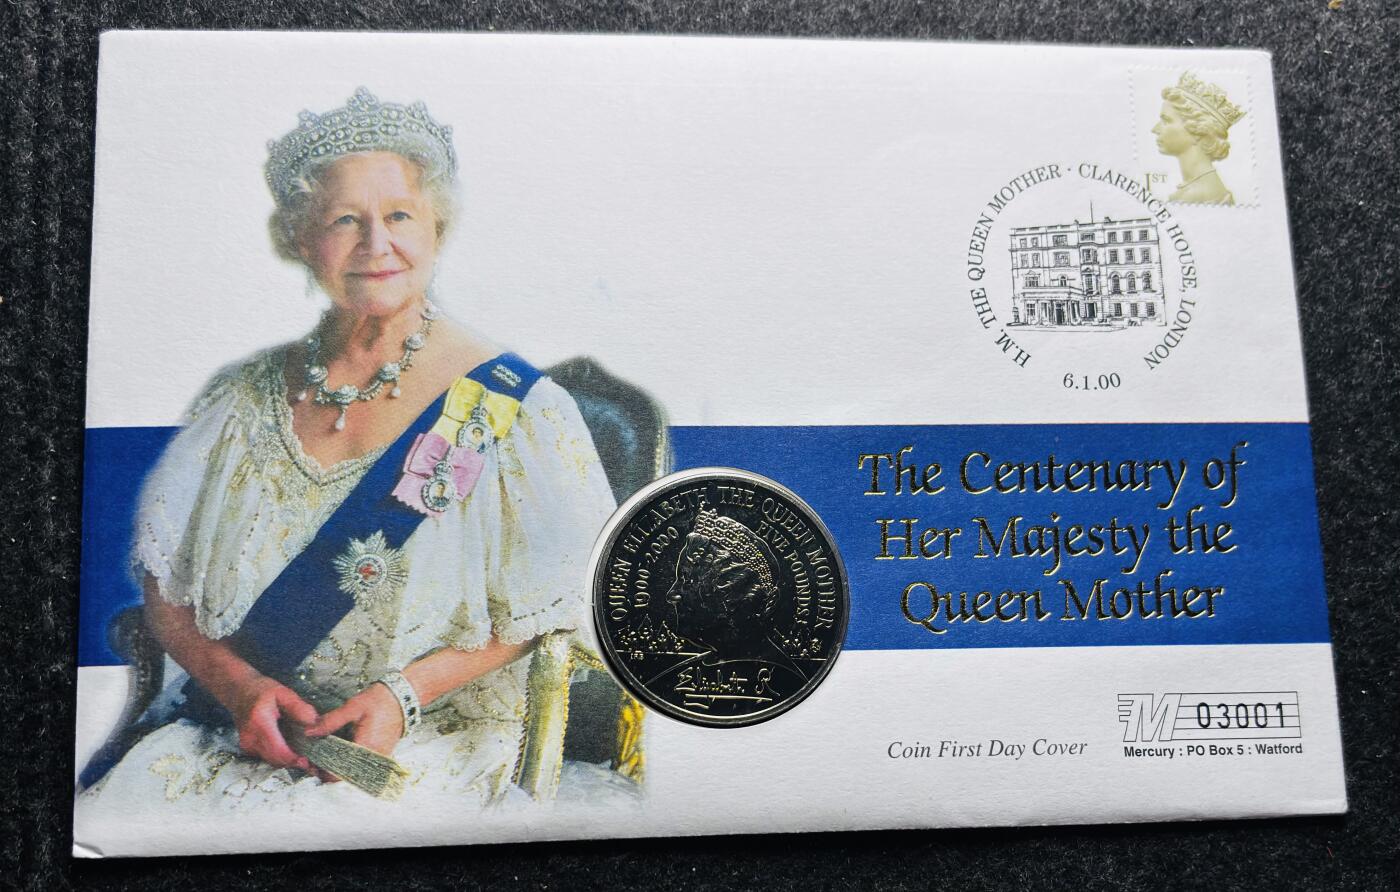 1ST
H.M. THE QUEEN MOTHER · CLARENCE HOUSE, LONDON
6.1.00
The Centenary of
Her Majesty the
Queen Mother
QUEEN ELIZABETH THE QUEEN MOTHER
1900-2000
FIVE POUNDS
Elizabeth R
M 03001
Coin First Day Cover
Mercury : PO Box 5 : Watford